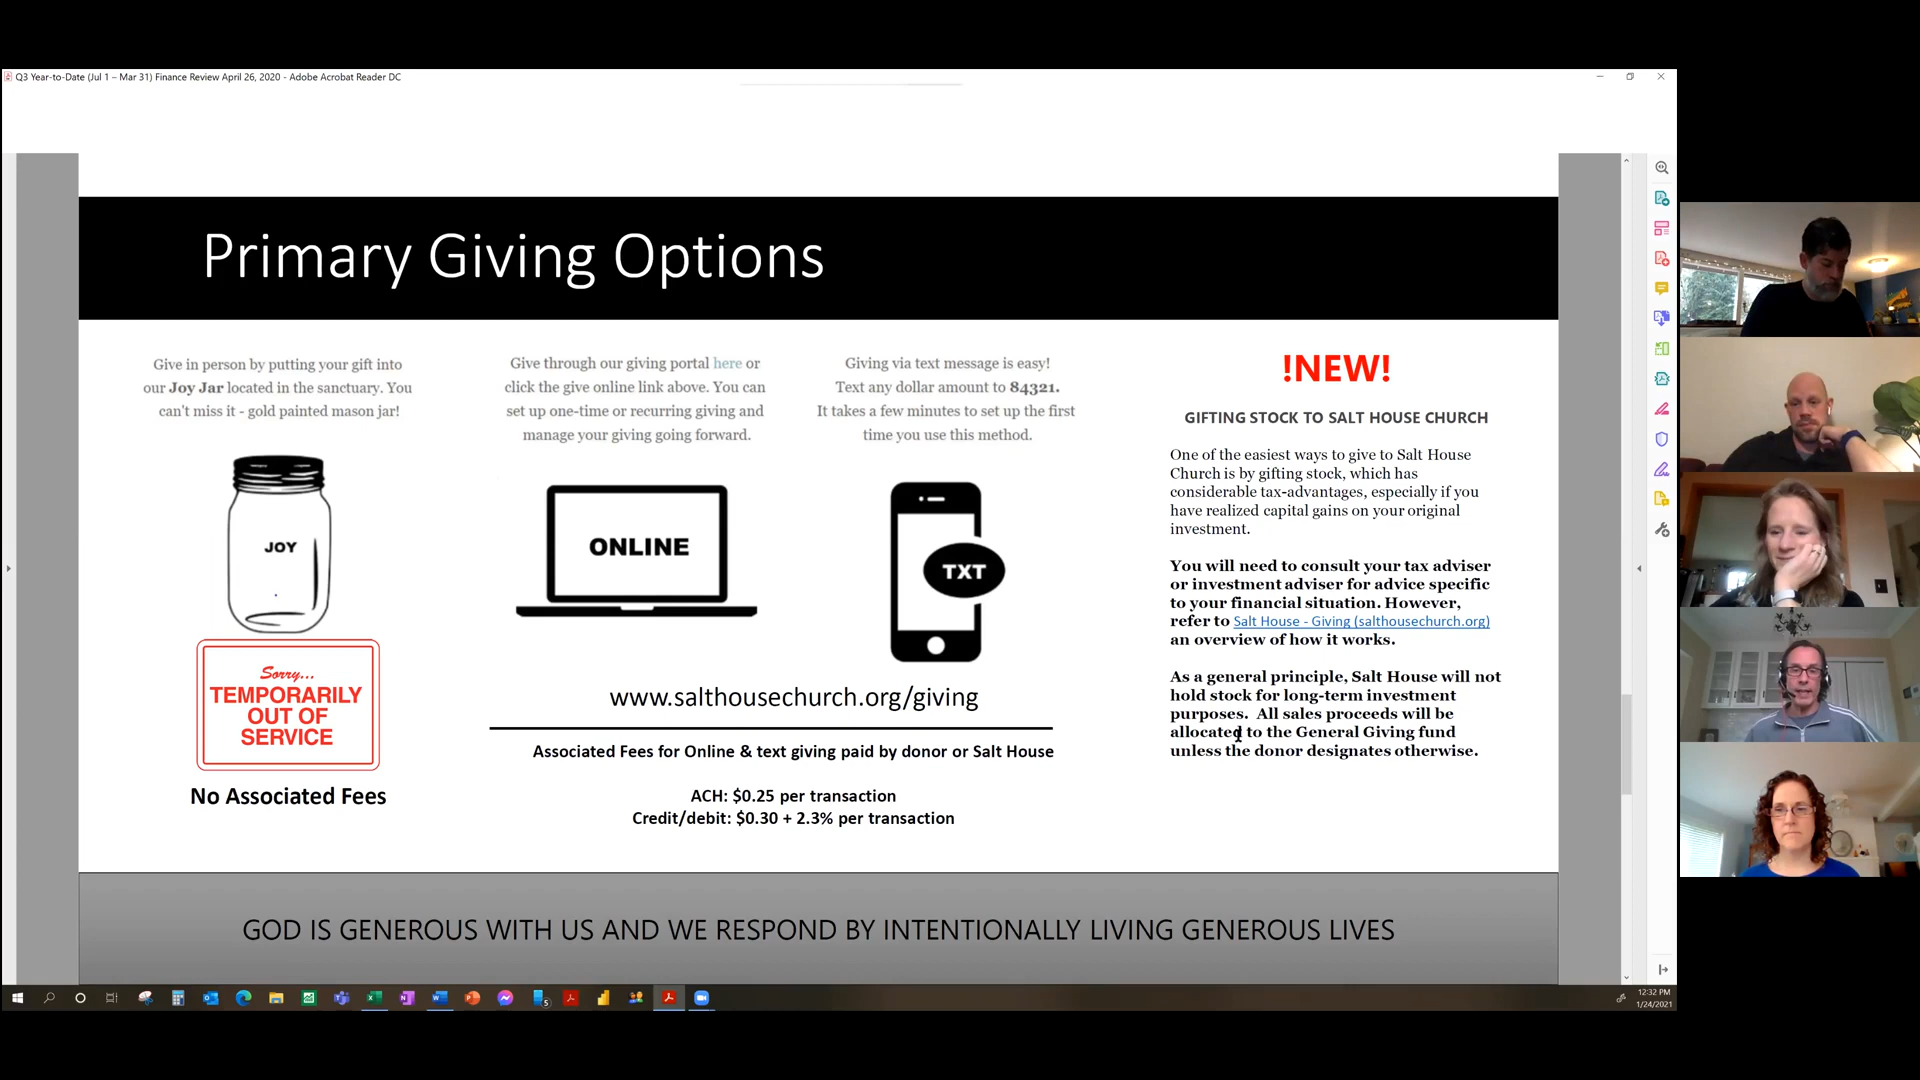 Q3 Year-to-Date (Jul 1 – Mar 31) Finance Review April 26, 2020 - Adobe Acrobat Reader DC
Primary Giving Options
Give in person by putting your gift into
our Joy Jar located in the sanctuary. You
can't miss it - gold painted mason jar!
JOY
Sorry...
TEMPORARILY
OUT OF
SERVICE
No Associated Fees
Give through our giving portal here or
click the give online link above. You can
set up one-time or recurring giving and
manage your giving going forward.
ONLINE
Giving via text message is easy!
Text any dollar amount to 84321.
It takes a few minutes to set up the first
time you use this method.
TXT
www.salthousechurch.org/giving
Associated Fees for Online & text giving paid by donor or Salt House
ACH: $0.25 per transaction
Credit/debit: $0.30 + 2.3% per transaction
!NEW!
GIFTING STOCK TO SALT HOUSE CHURCH
One of the easiest ways to give to Salt House
Church is by gifting stock, which has
considerable tax-advantages, especially if you
have realized capital gains on your original
investment.
You will need to consult your tax adviser
or investment adviser for advice specific
to your financial situation. However,
refer to Salt House - Giving (salthousechurch.org)
an overview of how it works.
As a general principle, Salt House will not
hold stock for long-term investment
purposes. All sales proceeds will be
allocated to the General Giving fund
unless the donor designates otherwise.
GOD IS GENEROUS WITH US AND WE RESPOND BY INTENTIONALLY LIVING GENEROUS LIVES
12:32 PM
1/24/2021